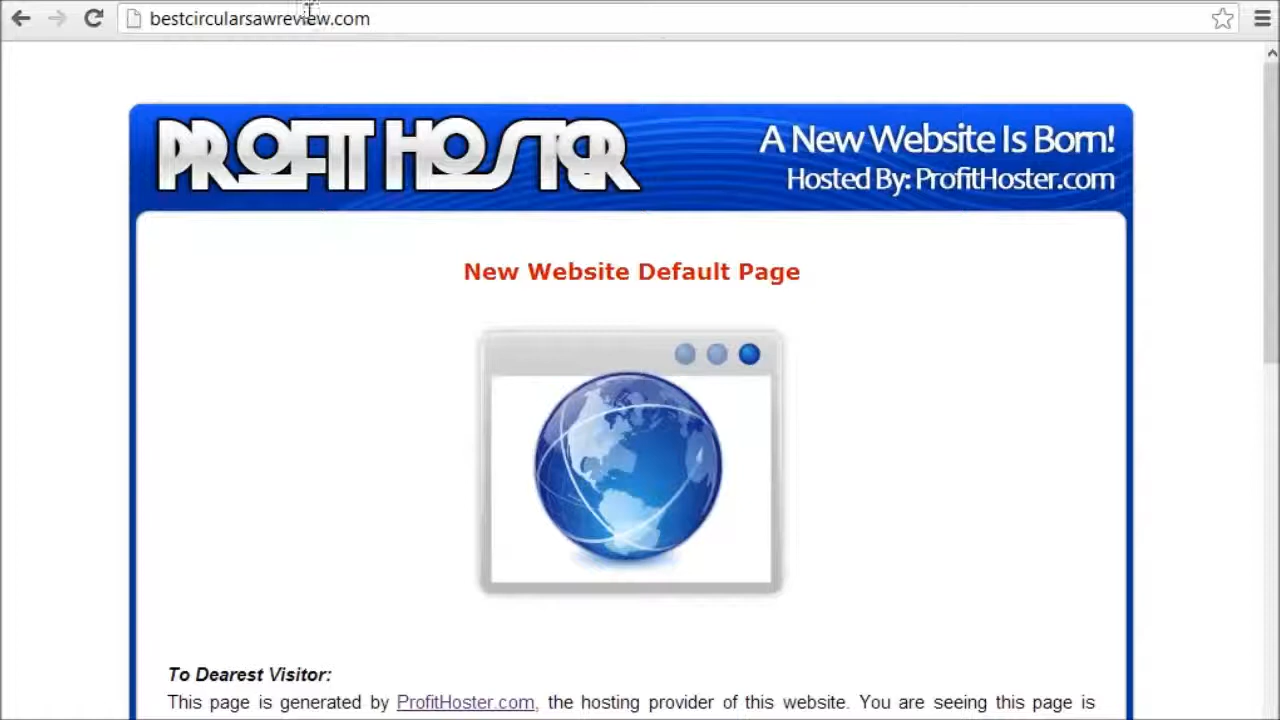 bestcircularsawreview.com
PROFIT HOSTER
A New Website Is Born!
Hosted By: ProfitHoster.com
New Website Default Page
To Dearest Visitor:
This page is generated by ProfitHoster.com, the hosting provider of this website. You are seeing this page is